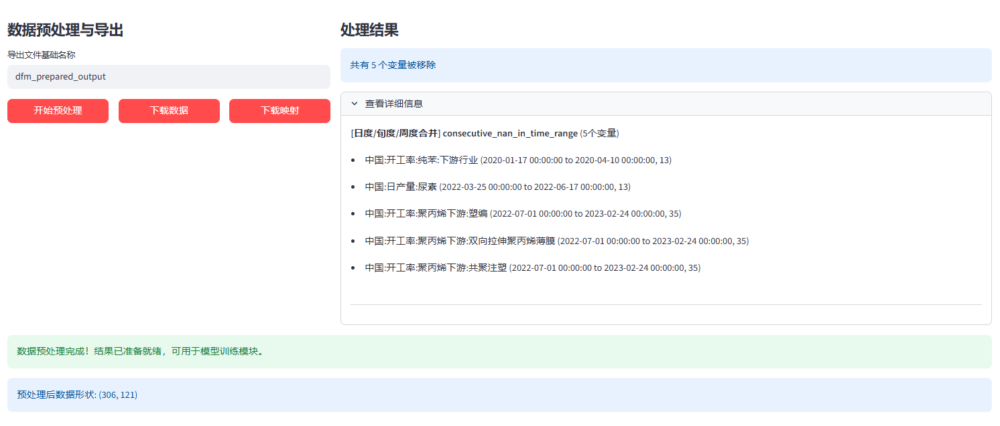 数据预处理与导出
导出文件基础名称
dfm_prepared_output
开始预处理
下载数据
下载映射
处理结果
共有 5 个变量被移除
查看详细信息
[日度/旬度/周度合并] consecutive_nan_in_time_range (5个变量)
中国:开工率:纯苯:下游行业 (2020-01-17 00:00:00 to 2020-04-10 00:00:00, 13)
中国:日产量:尿素 (2022-03-25 00:00:00 to 2022-06-17 00:00:00, 13)
中国:开工率:聚丙烯下游:塑编 (2022-07-01 00:00:00 to 2023-02-24 00:00:00, 35)
中国:开工率:聚丙烯下游:双向拉伸聚丙烯薄膜 (2022-07-01 00:00:00 to 2023-02-24 00:00:00, 35)
中国:开工率:聚丙烯下游:共聚注塑 (2022-07-01 00:00:00 to 2023-02-24 00:00:00, 35)
数据预处理完成！结果已准备就绪，可用于模型训练模块。
预处理后数据形状: (306, 121)